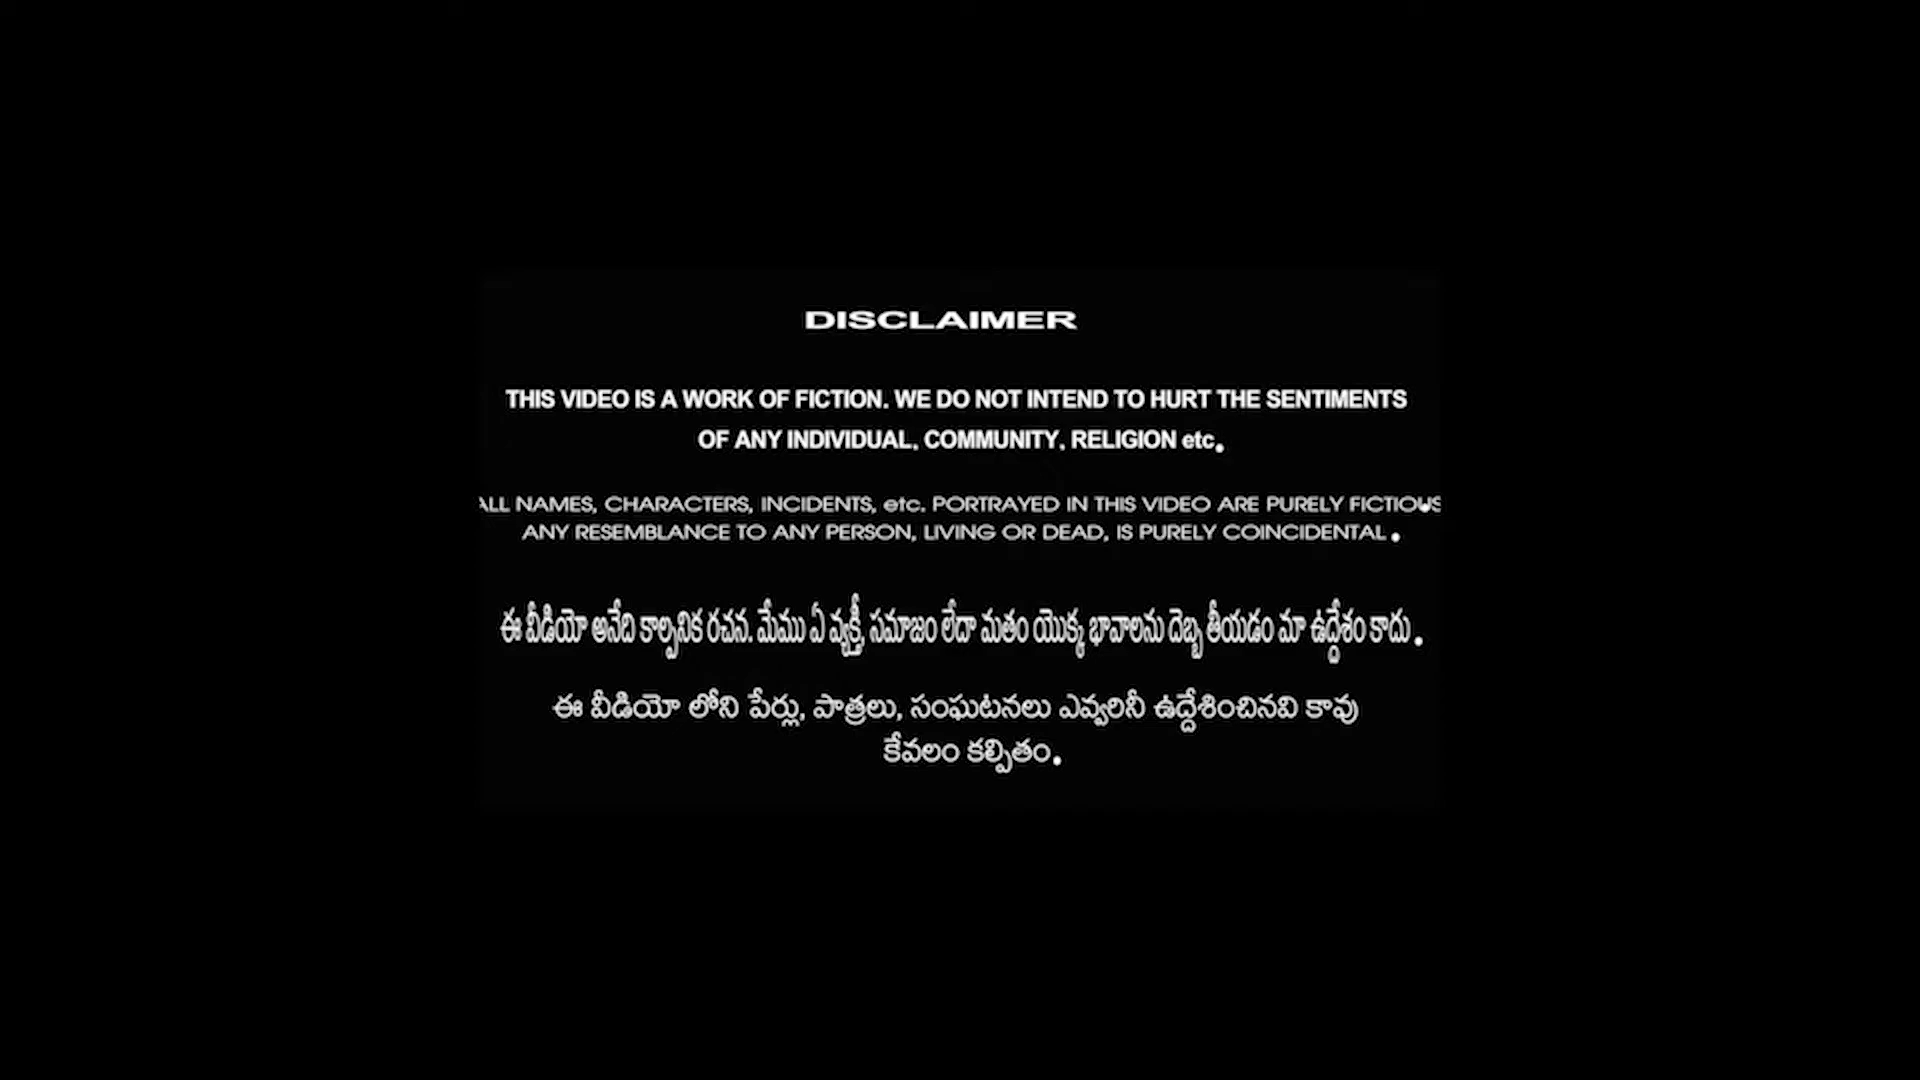 DISCLAIMER
THIS VIDEO IS A WORK OF FICTION. WE DO NOT INTEND TO HURT THE SENTIMENTS
OF ANY INDIVIDUAL, COMMUNITY, RELIGION etc.
ALL NAMES, CHARACTERS, INCIDENTS, etc. PORTRAYED IN THIS VIDEO ARE PURELY FICTIOUS
ANY RESEMBLANCE TO ANY PERSON, LIVING OR DEAD, IS PURELY COINCIDENTAL.
ఈ వీడియో అనేది కాల్పనిక రచన. మేము ఏ వ్యక్తీ, సమాజం లేదా మతం యొక్క భావాలను దెబ్బ తీయడం మా ఉద్దేశం కాదు.
ఈ వీడియో లోని పేర్లు, పాత్రలు, సంఘటనలు ఎవ్వరినీ ఉద్దేశించినవి కావు
కేవలం కల్పితం.